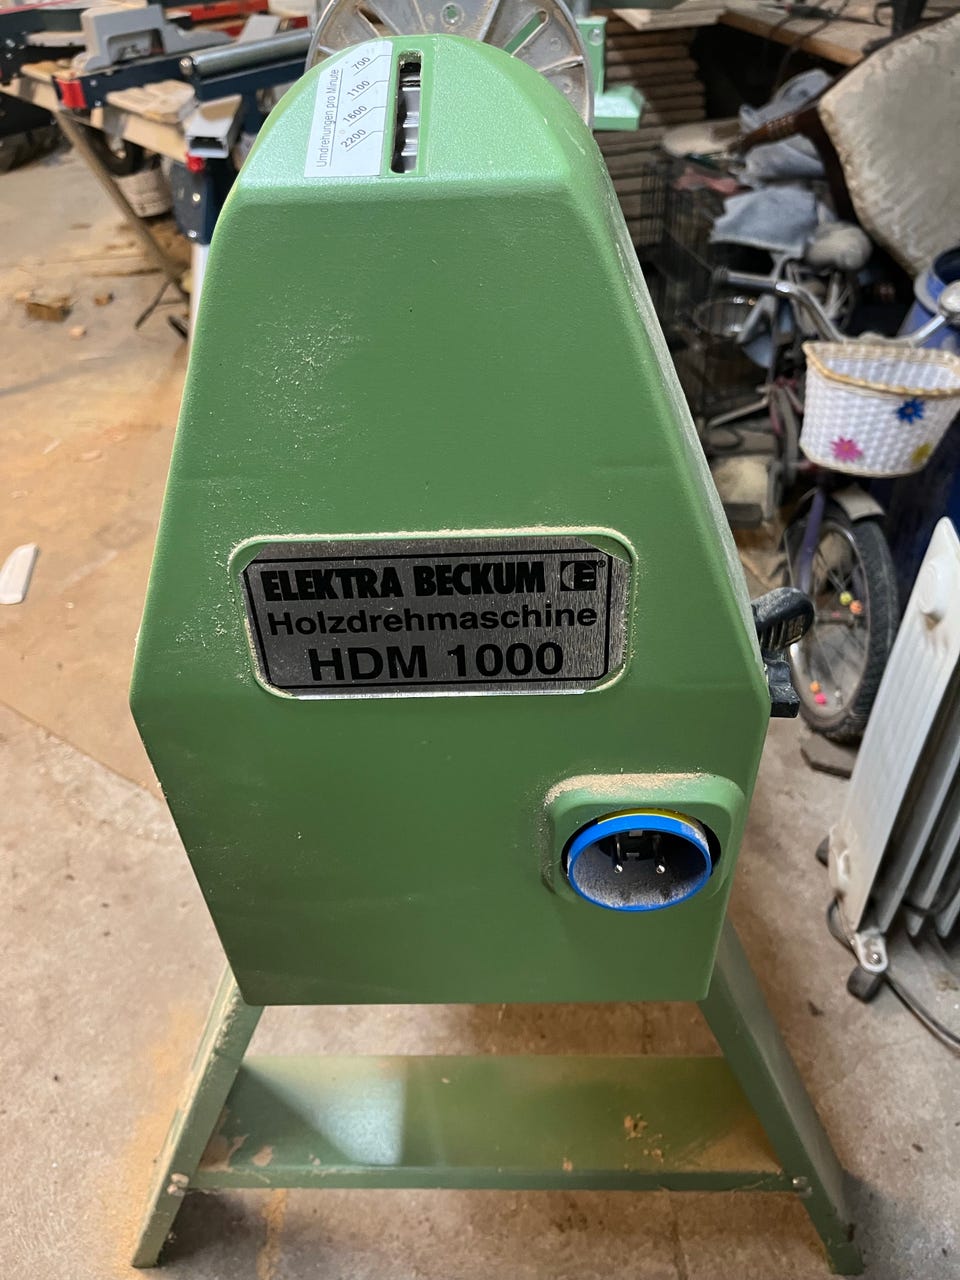 Umdrehungen pro Minute
700
1100
1600
2200
ELEKTRA BECKUM E®
Holzdrehmaschine
HDM 1000